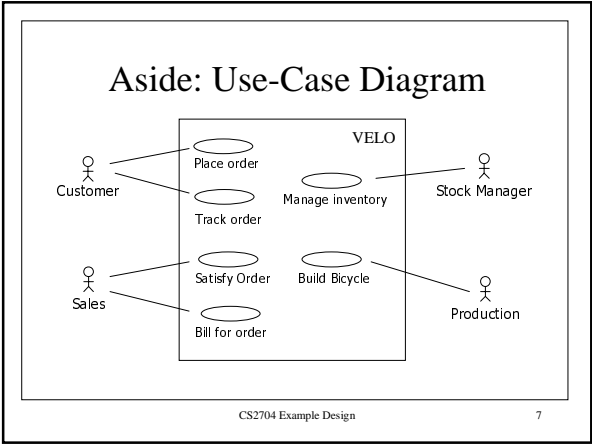 Aside: Use-Case Diagram
VELO
Place order
Customer
Track order
Manage inventory
Stock Manager
Satisfy Order
Build Bicycle
Sales
Bill for order
Production
CS2704 Example Design
7